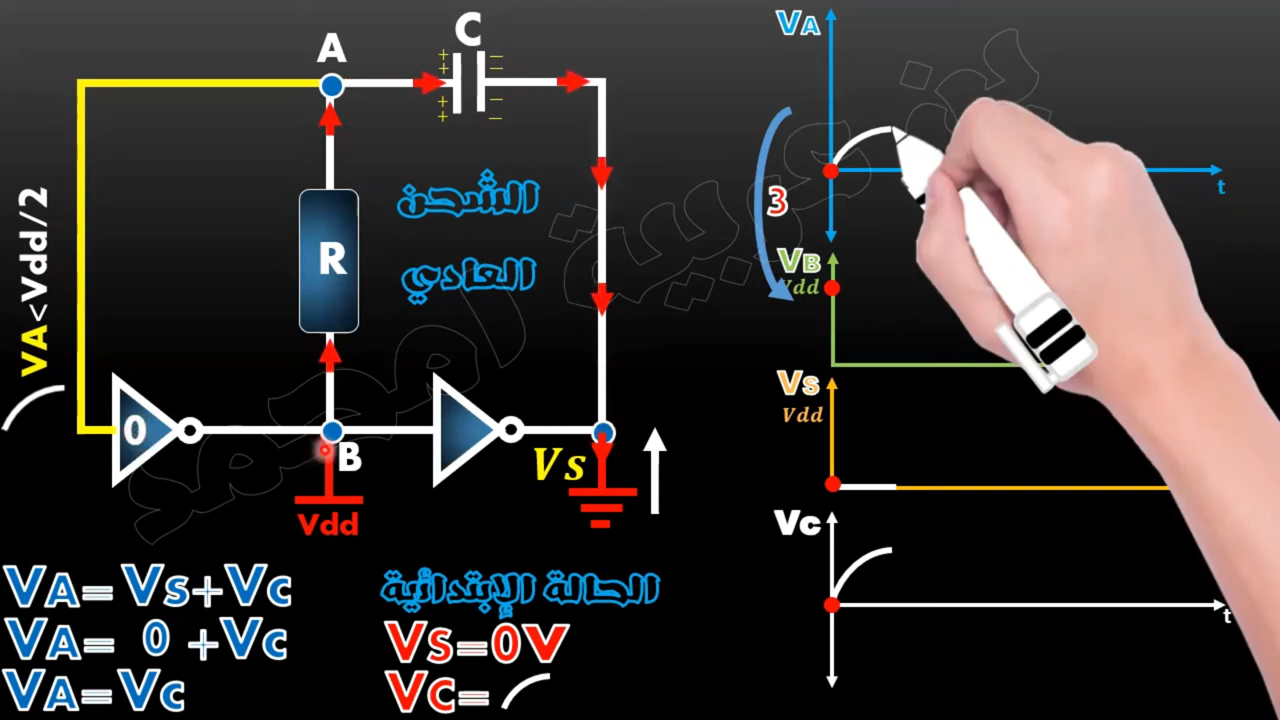 A
C
+ −
+ −
+ −
+ −
VA<Vdd/2
R
الشحن
العادي
0
B
Vs
Vdd
VA= Vs+Vc
VA= 0 +Vc
VA=Vc
الحالة الإبتدائية
Vs=0V
Vc=
VA
t
3
VB
Vdd
Vs
Vdd
Vc
t